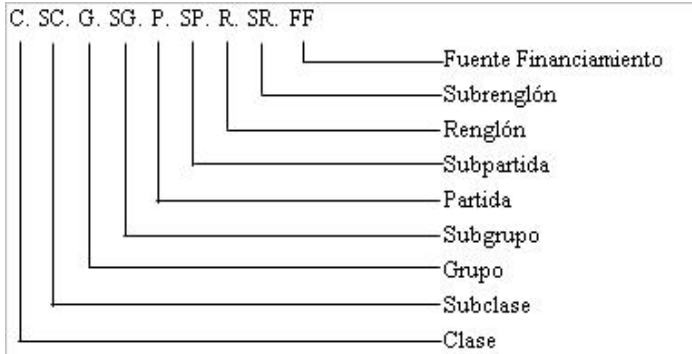 C. SC. G. SG. P. SP. R. SR. FF
Fuente Financiamiento
Subrenglón
Renglón
Subpartida
Partida
Subgrupo
Grupo
Subclase
Clase